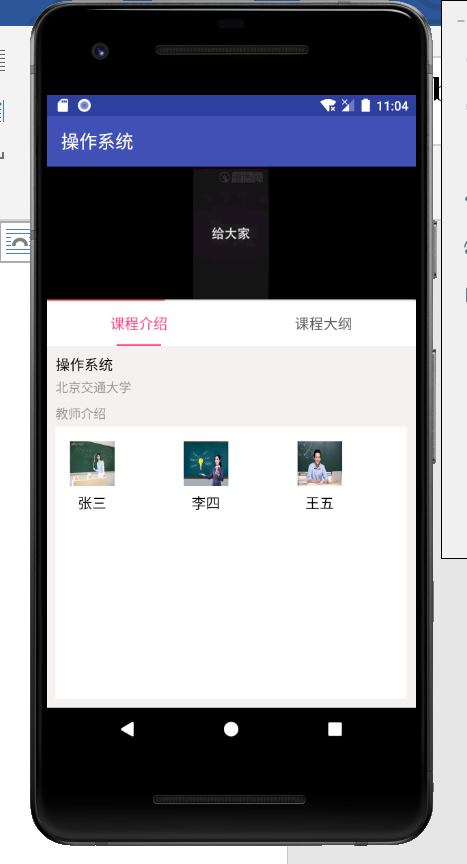 11:04
操作系统
给大家
课程介绍
课程大纲
操作系统
北京交通大学
教师介绍
张三
李四
王五